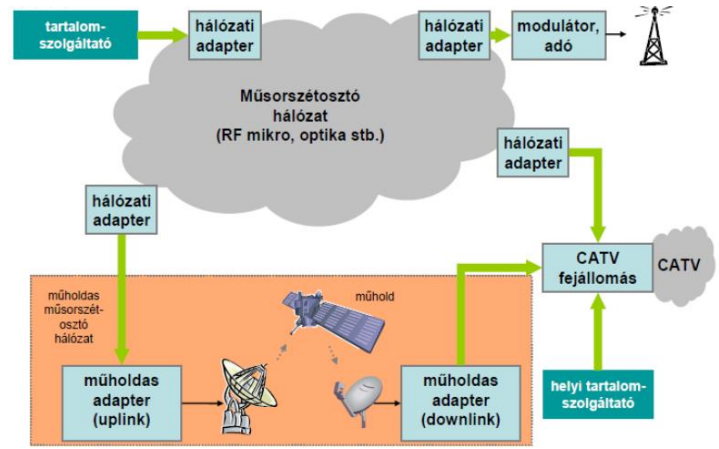 tartalom-
szolgáltató
hálózati
adapter
hálózati
adapter
modulátor,
adó
Műsorszétosztó
hálózat
(RF mikro, optika stb.)
hálózati
adapter
hálózati
adapter
CATV
fejállomás
CATV
műholdas
műsorszét-
osztó
hálózat
műhold
műholdas
adapter
(uplink)
műholdas
adapter
(downlink)
helyi tartalom-
szolgáltató